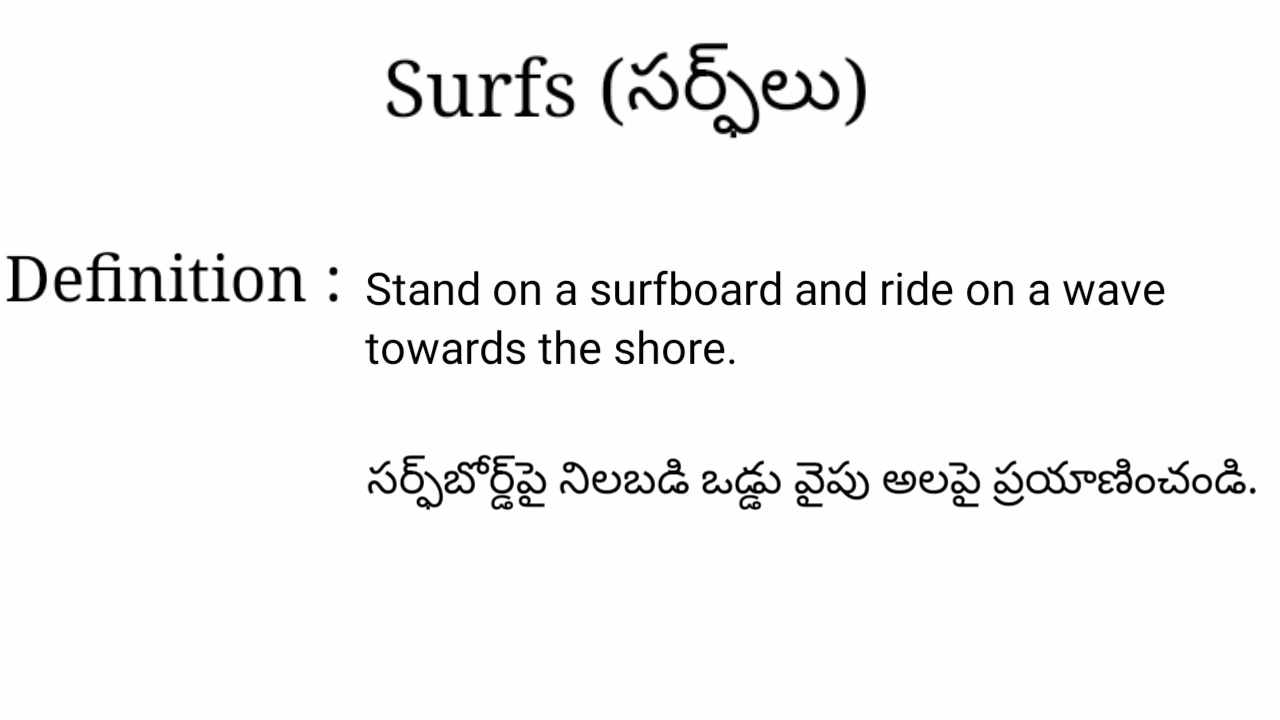 Surfs (సర్ఫ్‌లు)
Definition : Stand on a surfboard and ride on a wave
towards the shore.
సర్ఫ్‌బోర్డ్‌పై నిలబడి ఒడ్డు వైపు అలపై ప్రయాణించండి.